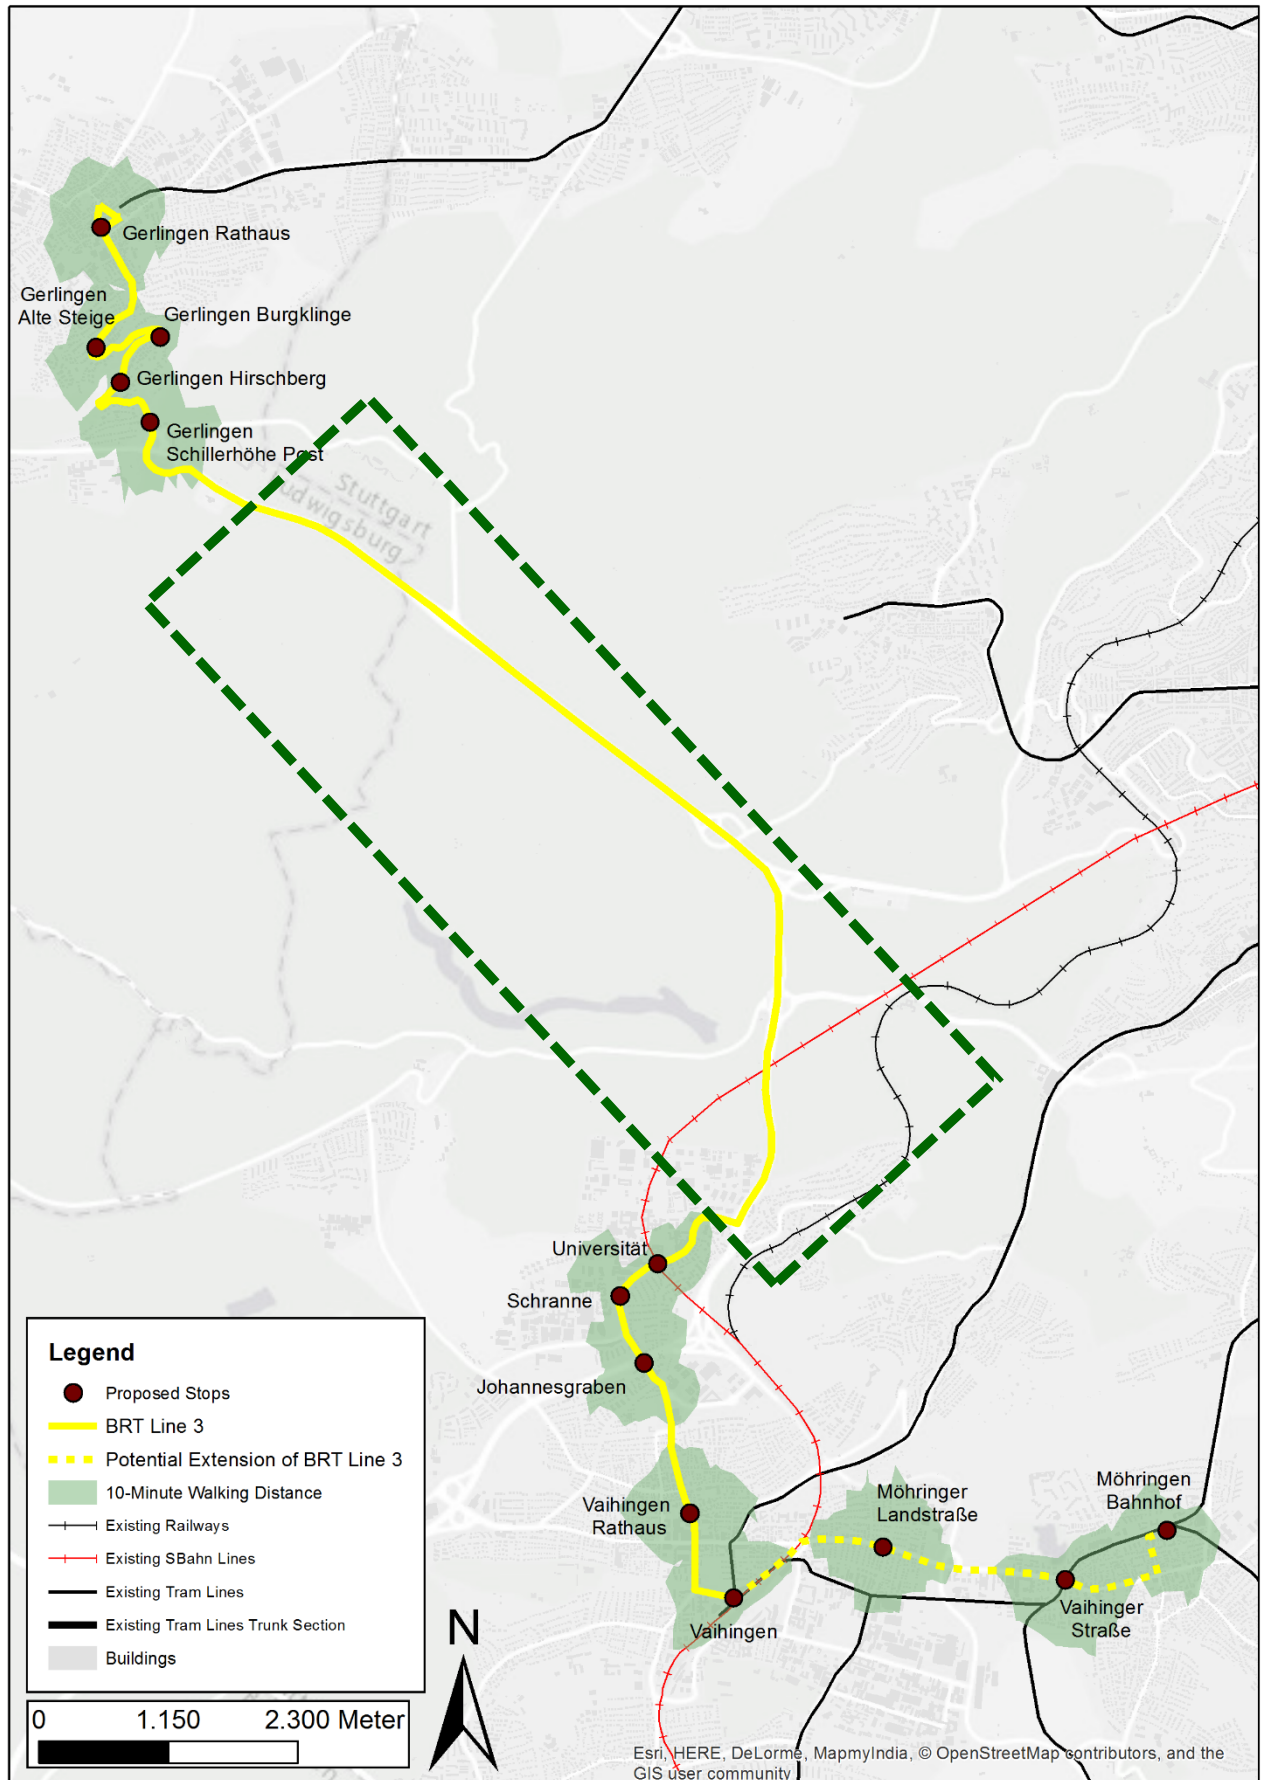 Gerlingen Rathaus
Gerlingen
Alte Steige
Gerlingen Burgklinge
Gerlingen Hirschberg
Gerlingen
Schillerhöhe Post
Stuttgart
Ludwigsburg
Universität
Schranne
Johannesgraben
Vaihingen
Rathaus
Möhringer
Landstraße
Möhringen
Bahnhof
Vaihinger
Straße
Vaihingen
Legend
Proposed Stops
BRT Line 3
Potential Extension of BRT Line 3
10-Minute Walking Distance
Existing Railways
Existing SBahn Lines
Existing Tram Lines
Existing Tram Lines Trunk Section
Buildings
N
0 1.150 2.300 Meter
Esri, HERE, DeLorme, MapmyIndia, © OpenStreetMap contributors, and the
GIS user community